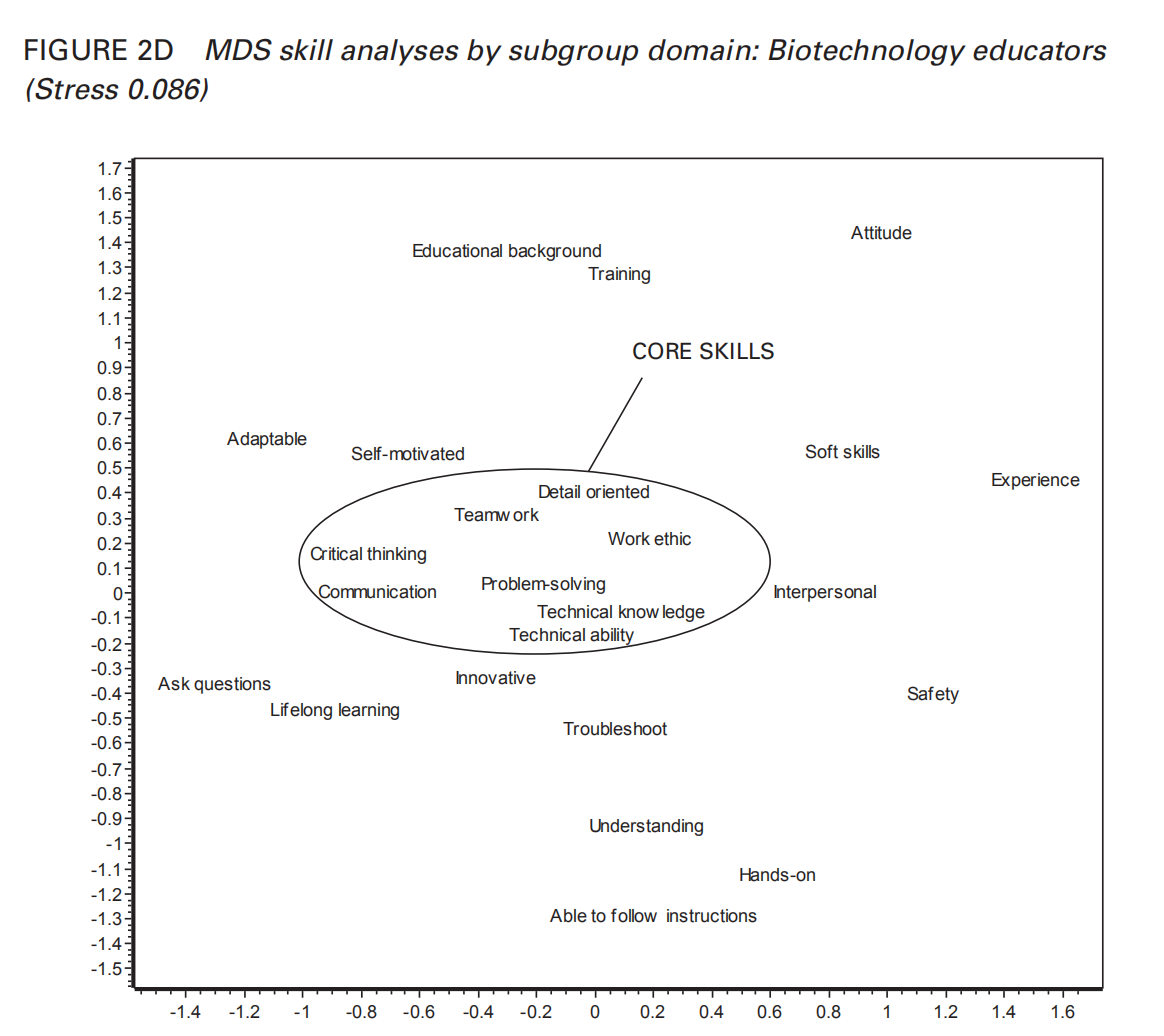 FIGURE 2D MDS skill analyses by subgroup domain: Biotechnology educators
(Stress 0.086)
1.7
1.6
1.5
Attitude
1.4
Educational background
1.3
Training
1.2
1.1
1
CORE SKILLS
0.9
0.8
0.7
0.6
Adaptable
Self-motivated
Soft skills
0.5
Experience
0.4
Detail oriented
0.3
Teamwork
0.2
Work ethic
Critical thinking
0.1
Problem-solving
0
Communication
Interpersonal
-0.1
Technical knowledge
Technical ability
-0.2
-0.3
Innovative
Ask questions
-0.4
Safety
Lifelong learning
-0.5
Troubleshoot
-0.6
-0.7
-0.8
-0.9
Understanding
-1
-1.1
Hands-on
-1.2
-1.3
Able to follow instructions
-1.4
-1.5
-1.4 -1.2 -1 -0.8 -0.6 -0.4 -0.2 0 0.2 0.4 0.6 0.8 1 1.2 1.4 1.6